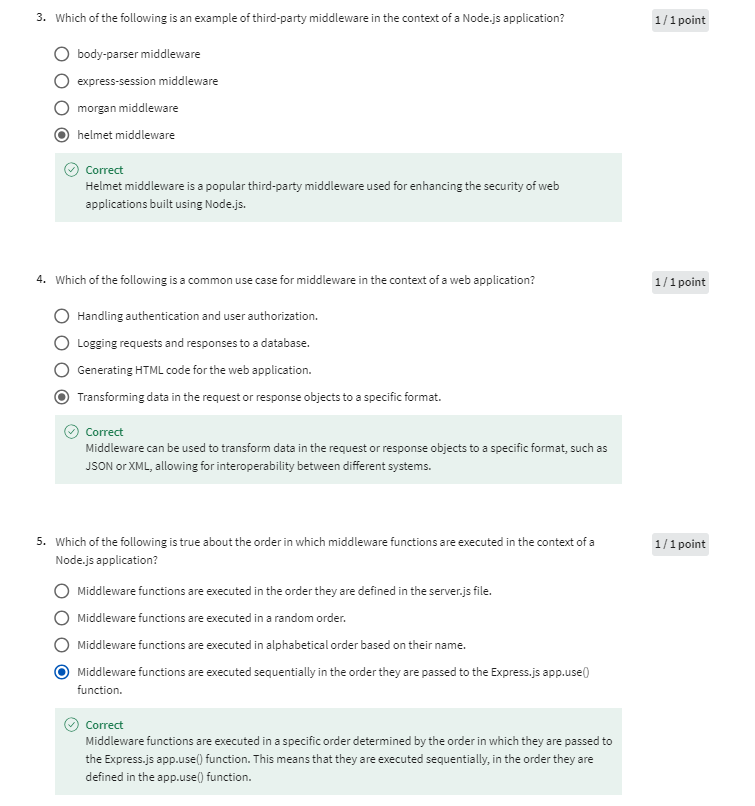 3. Which of the following is an example of third-party middleware in the context of a Node.js application?
1 / 1 point
body-parser middleware
express-session middleware
morgan middleware
helmet middleware
Correct
Helmet middleware is a popular third-party middleware used for enhancing the security of web
applications built using Node.js.
4. Which of the following is a common use case for middleware in the context of a web application?
1 / 1 point
Handling authentication and user authorization.
Logging requests and responses to a database.
Generating HTML code for the web application.
Transforming data in the request or response objects to a specific format.
Correct
Middleware can be used to transform data in the request or response objects to a specific format, such as
JSON or XML, allowing for interoperability between different systems.
5. Which of the following is true about the order in which middleware functions are executed in the context of a
Node.js application?
1 / 1 point
Middleware functions are executed in the order they are defined in the server.js file.
Middleware functions are executed in a random order.
Middleware functions are executed in alphabetical order based on their name.
Middleware functions are executed sequentially in the order they are passed to the Express.js app.use()
function.
Correct
Middleware functions are executed in a specific order determined by the order in which they are passed to
the Express.js app.use() function. This means that they are executed sequentially, in the order they are
defined in the app.use() function.